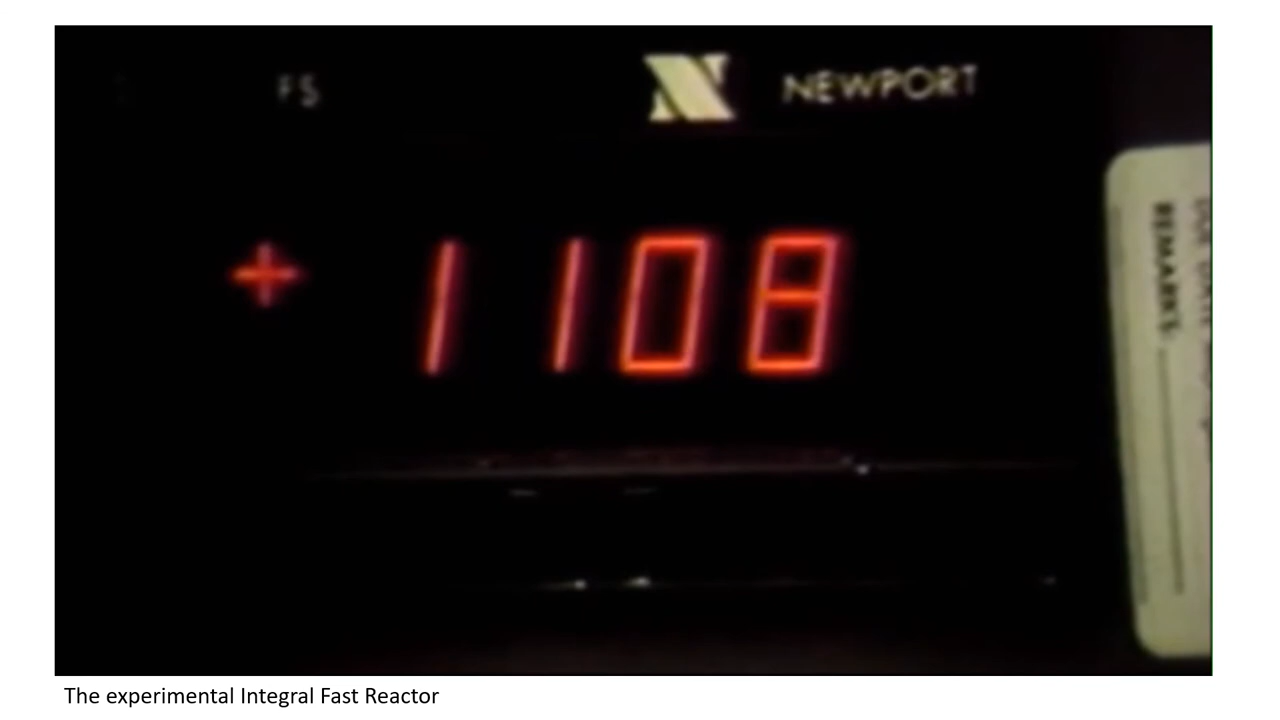 FS
NEWPORT
+ 1108
REMARKS:
The experimental Integral Fast Reactor